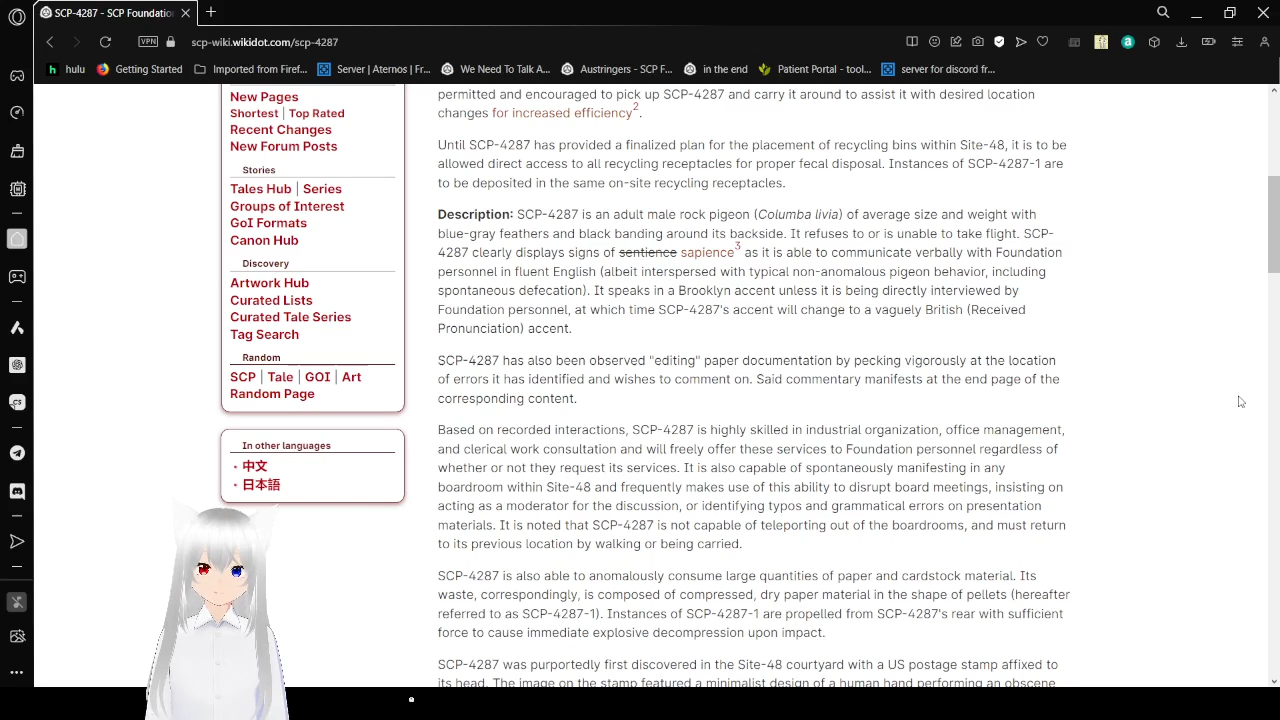 SCP-4287 - SCP Foundation
VPN
scp-wiki.wikidot.com/scp-4287
hulu
Getting Started
Imported from Firef...
Server | Aternos | Fr...
We Need To Talk A...
Austringers - SCP F...
in the end
Patient Portal - tool...
server for discord fr...
New Pages
Shortest | Top Rated
Recent Changes
New Forum Posts
Stories
Tales Hub | Series
Groups of Interest
GoI Formats
Canon Hub
Discovery
Artwork Hub
Curated Lists
Curated Tale Series
Tag Search
Random
SCP | Tale | GOI | Art
Random Page
In other languages
中文
日本語
permitted and encouraged to pick up SCP-4287 and carry it around to assist it with desired location
changes for increased efficiency2.
Until SCP-4287 has provided a finalized plan for the placement of recycling bins within Site-48, it is to be
allowed direct access to all recycling receptacles for proper fecal disposal. Instances of SCP-4287-1 are
to be deposited in the same on-site recycling receptacles.
Description: SCP-4287 is an adult male rock pigeon (Columba livia) of average size and weight with
blue-gray feathers and black banding around its backside. It refuses to or is unable to take flight. SCP-
4287 clearly displays signs of sentience sapience3 as it is able to communicate verbally with Foundation
personnel in fluent English (albeit interspersed with typical non-anomalous pigeon behavior, including
spontaneous defecation). It speaks in a Brooklyn accent unless it is being directly interviewed by
Foundation personnel, at which time SCP-4287's accent will change to a vaguely British (Received
Pronunciation) accent.
SCP-4287 has also been observed "editing" paper documentation by pecking vigorously at the location
of errors it has identified and wishes to comment on. Said commentary manifests at the end page of the
corresponding content.
Based on recorded interactions, SCP-4287 is highly skilled in industrial organization, office management,
and clerical work consultation and will freely offer these services to Foundation personnel regardless of
whether or not they request its services. It is also capable of spontaneously manifesting in any
boardroom within Site-48 and frequently makes use of this ability to disrupt board meetings, insisting on
acting as a moderator for the discussion, or identifying typos and grammatical errors on presentation
materials. It is noted that SCP-4287 is not capable of teleporting out of the boardrooms, and must return
to its previous location by walking or being carried.
SCP-4287 is also able to anomalously consume large quantities of paper and cardstock material. Its
waste, correspondingly, is composed of compressed, dry paper material in the shape of pellets (hereafter
referred to as SCP-4287-1). Instances of SCP-4287-1 are propelled from SCP-4287's rear with sufficient
force to cause immediate explosive decompression upon impact.
SCP-4287 was purportedly first discovered in the Site-48 courtyard with a US postage stamp affixed to
its head. The image on the stamp featured a minimalist design of a human hand performing an obscene